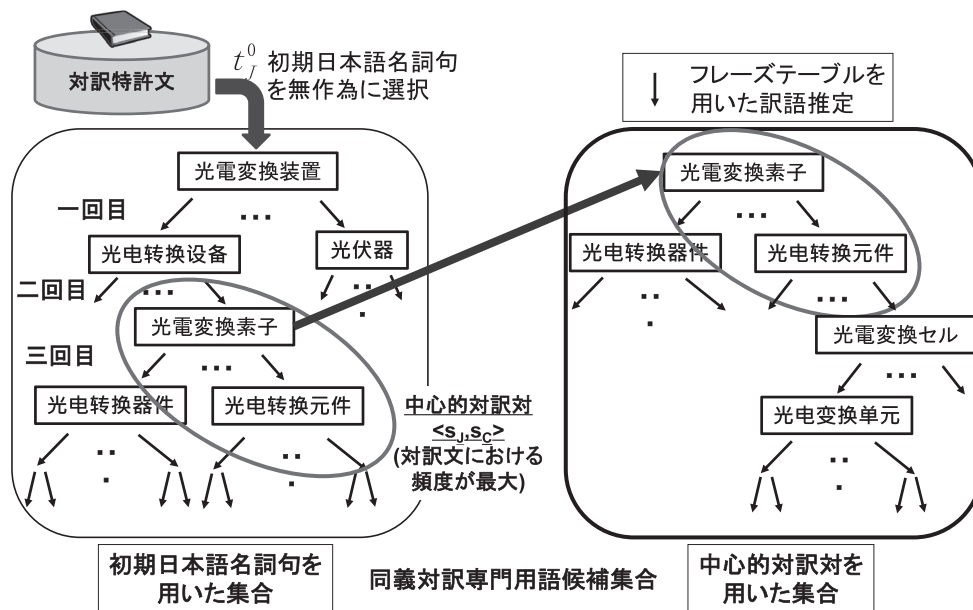 対訳特許文
t_J^0 初期日本語名詞句
を無作為に選択
フレーズテーブルを
用いた訳語推定
光電変換装置
一回目
...
光电转换设备
光伏器
二回目
...
光電変換素子
三回目
...
光电转换器件
光电转换元件
中心的対訳対
<s_J,s_C>
(対訳文における
頻度が最大)
光電変換素子
...
光电转换器件
光电转换元件
...
光電変換セル
...
光电变换单元
初期日本語名詞句を
用いた集合
同義対訳専門用語候補集合
中心的対訳対を
用いた集合